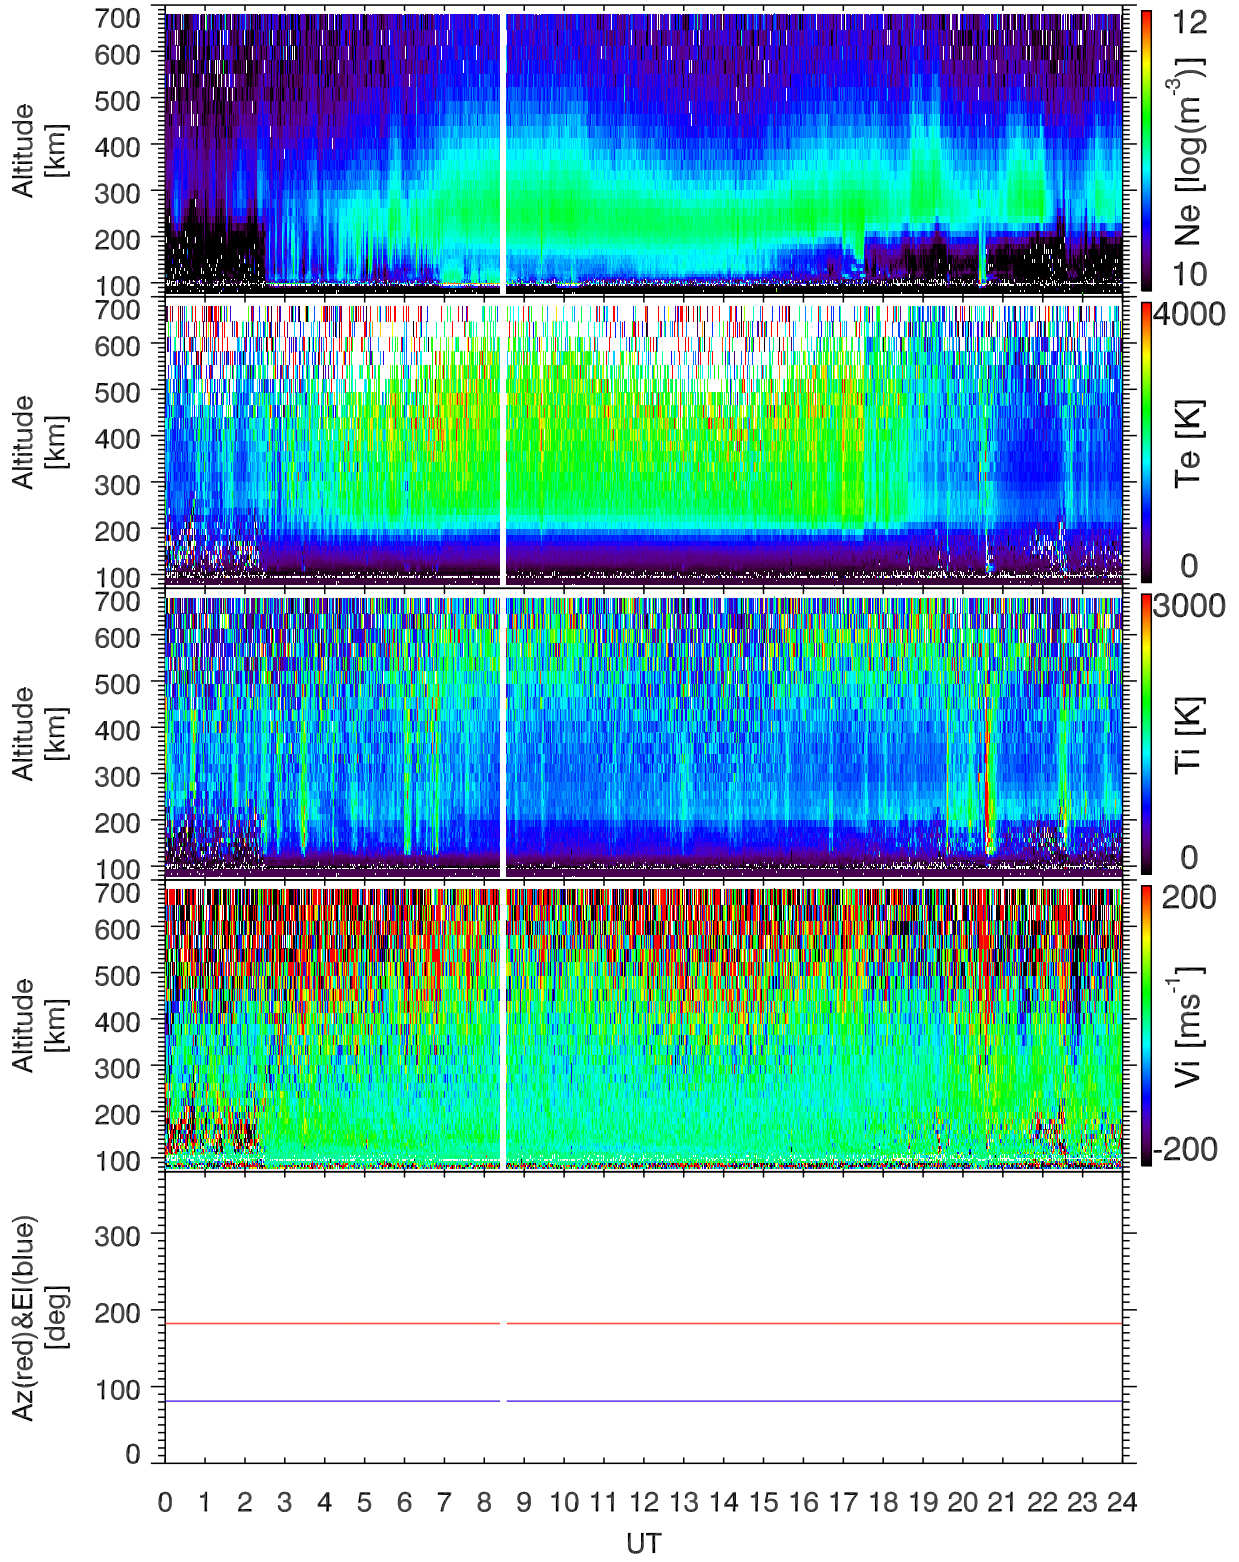 700
600
500
400
300
200
100
Altitude
[km]
12
10
Ne [log(m⁻³)]
700
600
500
400
300
200
100
Altitude
[km]
4000
0
Te [K]
700
600
500
400
300
200
100
Altitude
[km]
3000
0
Ti [K]
700
600
500
400
300
200
100
Altitude
[km]
200
-200
Vi [ms⁻¹]
300
200
100
0
Az(red)&El(blue)
[deg]
0 1 2 3 4 5 6 7 8 9 10 11 12 13 14 15 16 17 18 19 20 21 22 23 24
UT